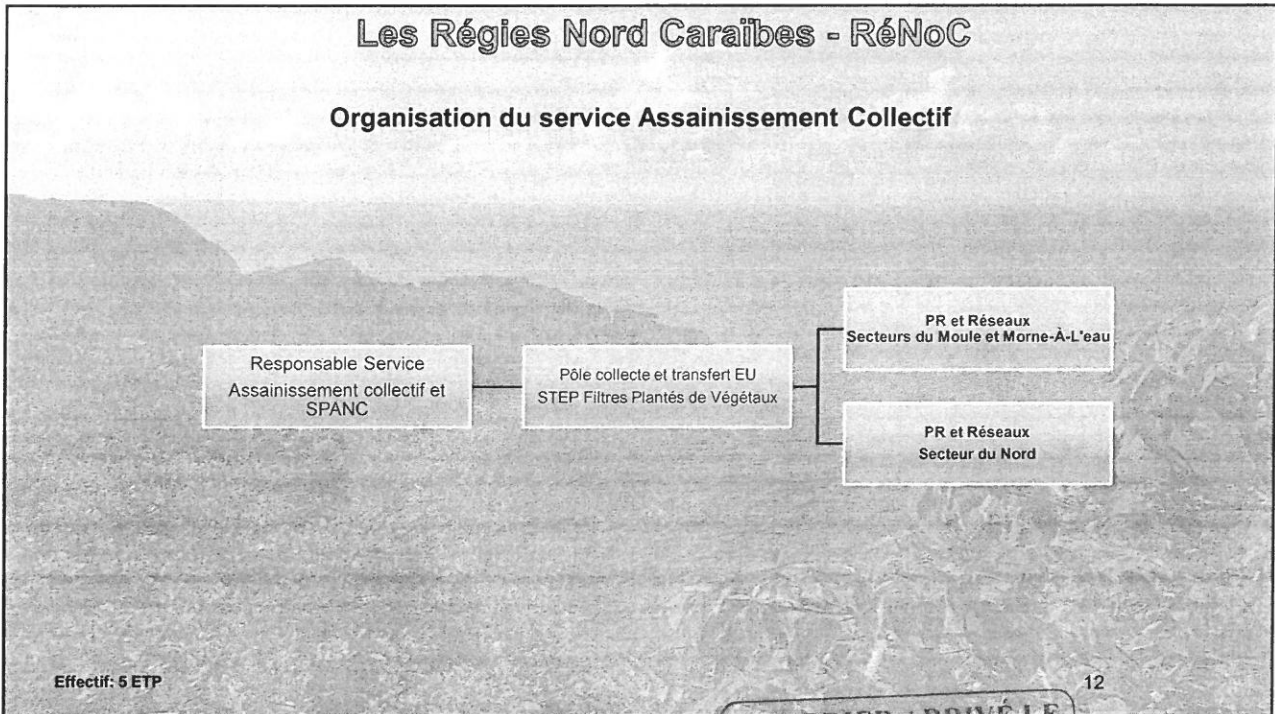 Les Régies Nord Caraïbes - RéNoC
Organisation du service Assainissement Collectif
Responsable Service
Assainissement collectif et
SPANC
Pôle collecte et transfert EU
STEP Filtres Plantés de Végétaux
PR et Réseaux
Secteurs du Moule et Morne-À-L'eau
PR et Réseaux
Secteur du Nord
Effectif: 5 ETP
12
ARRIVÉ LE